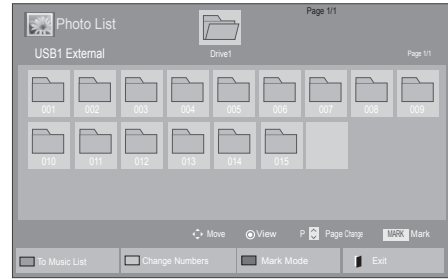 Page 1/1
Photo List
USB1 External
Drive1
Page 1/1
001 002 003 004 005 006 007 008 009
010 011 012 013 014 015
Move View P Page Change MARK Mark
To Music List Change Numbers Mark Mode Exit